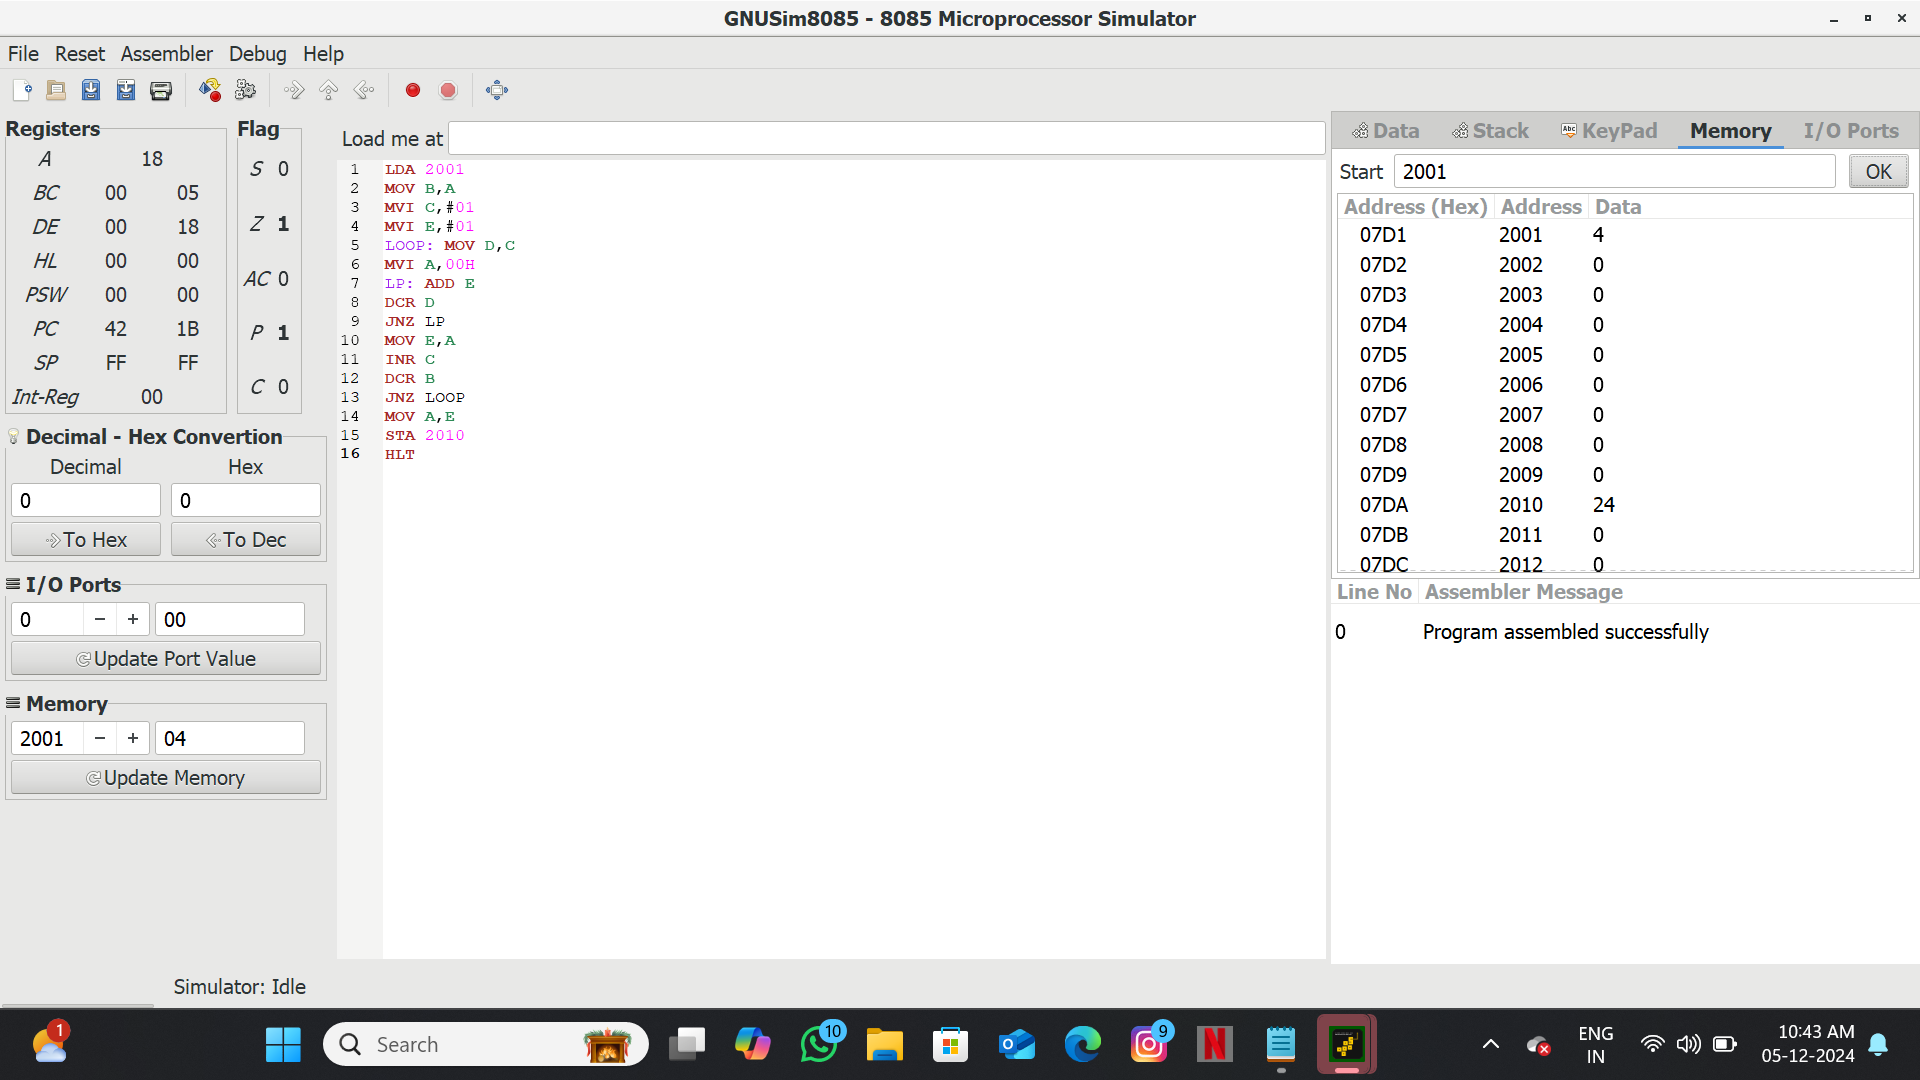 GNUSim8085 - 8085 Microprocessor Simulator
File Reset Assembler Debug Help
Registers
A 18
BC 00 05
DE 00 18
HL 00 00
PSW 00 00
PC 42 1B
SP FF FF
Int-Reg 00
Flag
S 0
Z 1
AC 0
P 1
C 0
Decimal - Hex Convertion
Decimal Hex
0 0
To Hex To Dec
I/O Ports
0 − + 00
Update Port Value
Memory
2001 − + 04
Update Memory
Load me at
1 LDA 2001
2 MOV B,A
3 MVI C,#01
4 MVI E,#01
5 LOOP: MOV D,C
6 MVI A,00H
7 LP: ADD E
8 DCR D
9 JNZ LP
10 MOV E,A
11 INR C
12 DCR B
13 JNZ LOOP
14 MOV A,E
15 STA 2010
16 HLT
Data Stack Abc KeyPad Memory I/O Ports
Start 2001 OK
Address (Hex) Address Data
07D1 2001 4
07D2 2002 0
07D3 2003 0
07D4 2004 0
07D5 2005 0
07D6 2006 0
07D7 2007 0
07D8 2008 0
07D9 2009 0
07DA 2010 24
07DB 2011 0
07DC 2012 0
Line No Assembler Message
0 Program assembled successfully
Simulator: Idle
1 Search 10 9 N ENG 10:43 AM
IN 05-12-2024